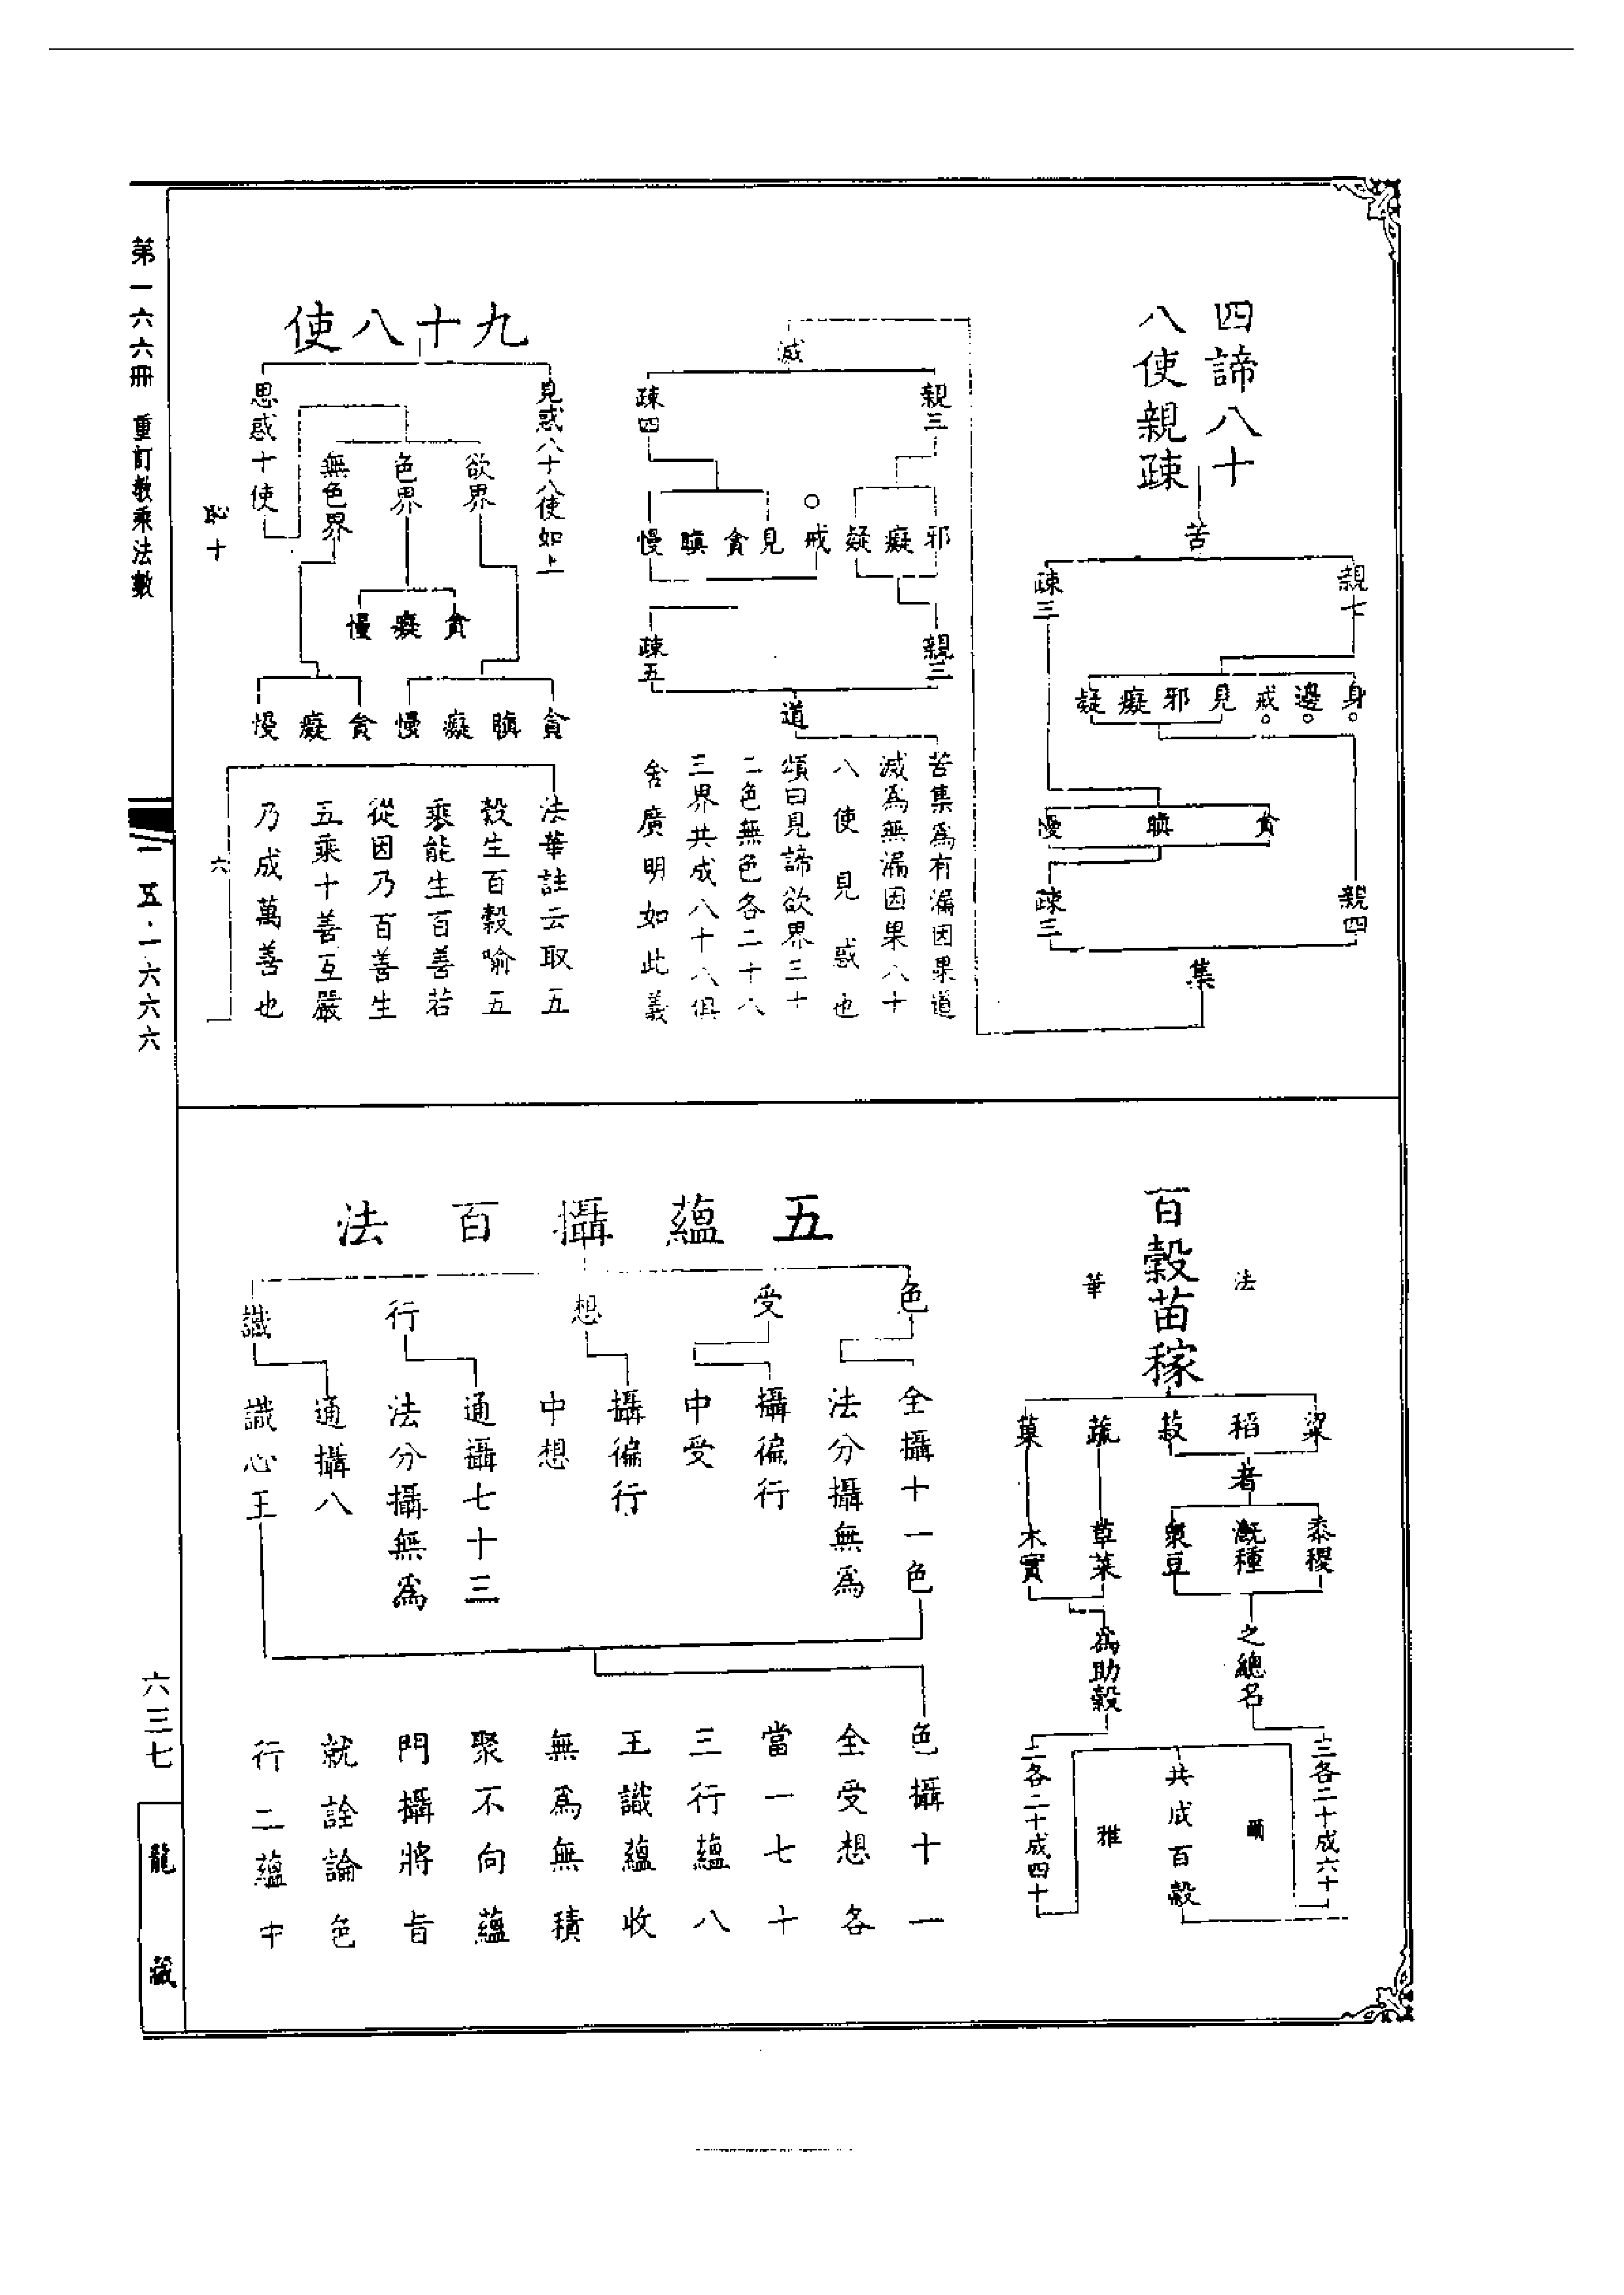 四諦八十
八使親疎
苦
親七
疎三
身邊戒見邪癡疑
貪瞋慢
親四
疎三
集
滅
親三
疎四
邪癡疑戒見貪瞋慢
親三
疎五
道
苦集爲有漏因果道
滅爲無漏因果八十
八使見惑也
頌曰見諦欲界三十
二色無色各二十八
三界共成八十八俱
舍廣明如此義
九十八使
見惑八十八使如上
思惑十使
欲界
色界
無色界
貪癡慢
貪瞋癡慢
貪癡慢
法華註云取五
穀生百穀喻五
乘能生百善若
從因乃百善生
五乘十善互嚴
乃成萬善也
恥十
六
百穀苗稼
法華
粱稻菽蔬菓
者
黍稷
溉種
衆豆
草菜
木實
之總名
爲助穀
三各二十成六十
二各二十成四十
共成百穀
爾雅
五蘊攝百法
色
受
想
行
識
全攝十一色
法分攝無爲
攝徧行
中受
攝徧行
中想
通攝七十三
法分攝無爲
通攝八
識心王
色攝十一
全受想各
當一七十
三行蘊八
王識蘊收
無爲無積
聚不向蘊
門攝將旨
就詮論色
行二蘊中
第一六六冊 重訂教乘法數
一五·一六六六
六三七
龍藏